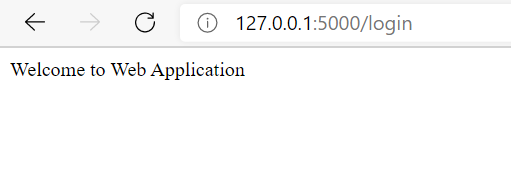 127.0.0.1:5000/login
Welcome to Web Application